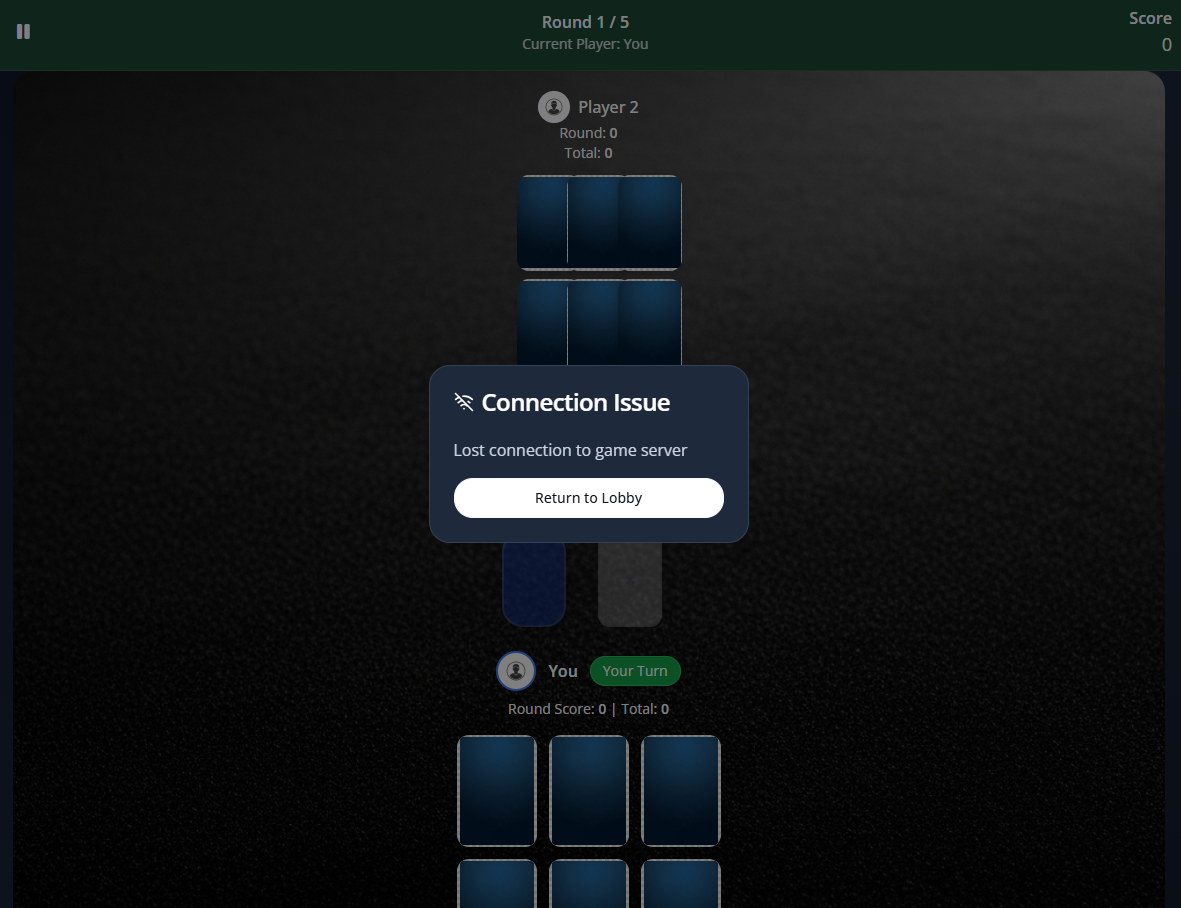 Round 1 / 5
Current Player: You
Score
0
Player 2
Round: 0
Total: 0
Connection Issue
Lost connection to game server
Return to Lobby
You
Your Turn
Round Score: 0 | Total: 0